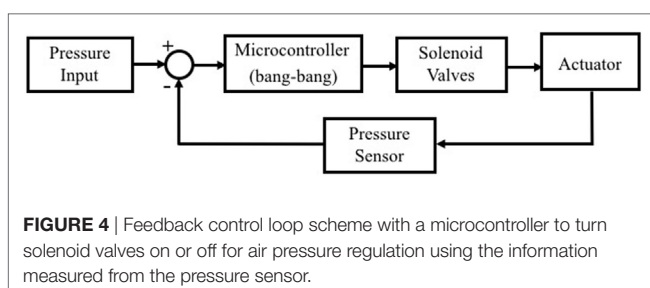 Pressure
Input
+
-
Microcontroller
(bang-bang)
Solenoid
Valves
Actuator
Pressure
Sensor
FIGURE 4 | Feedback control loop scheme with a microcontroller to turn
solenoid valves on or off for air pressure regulation using the information
measured from the pressure sensor.